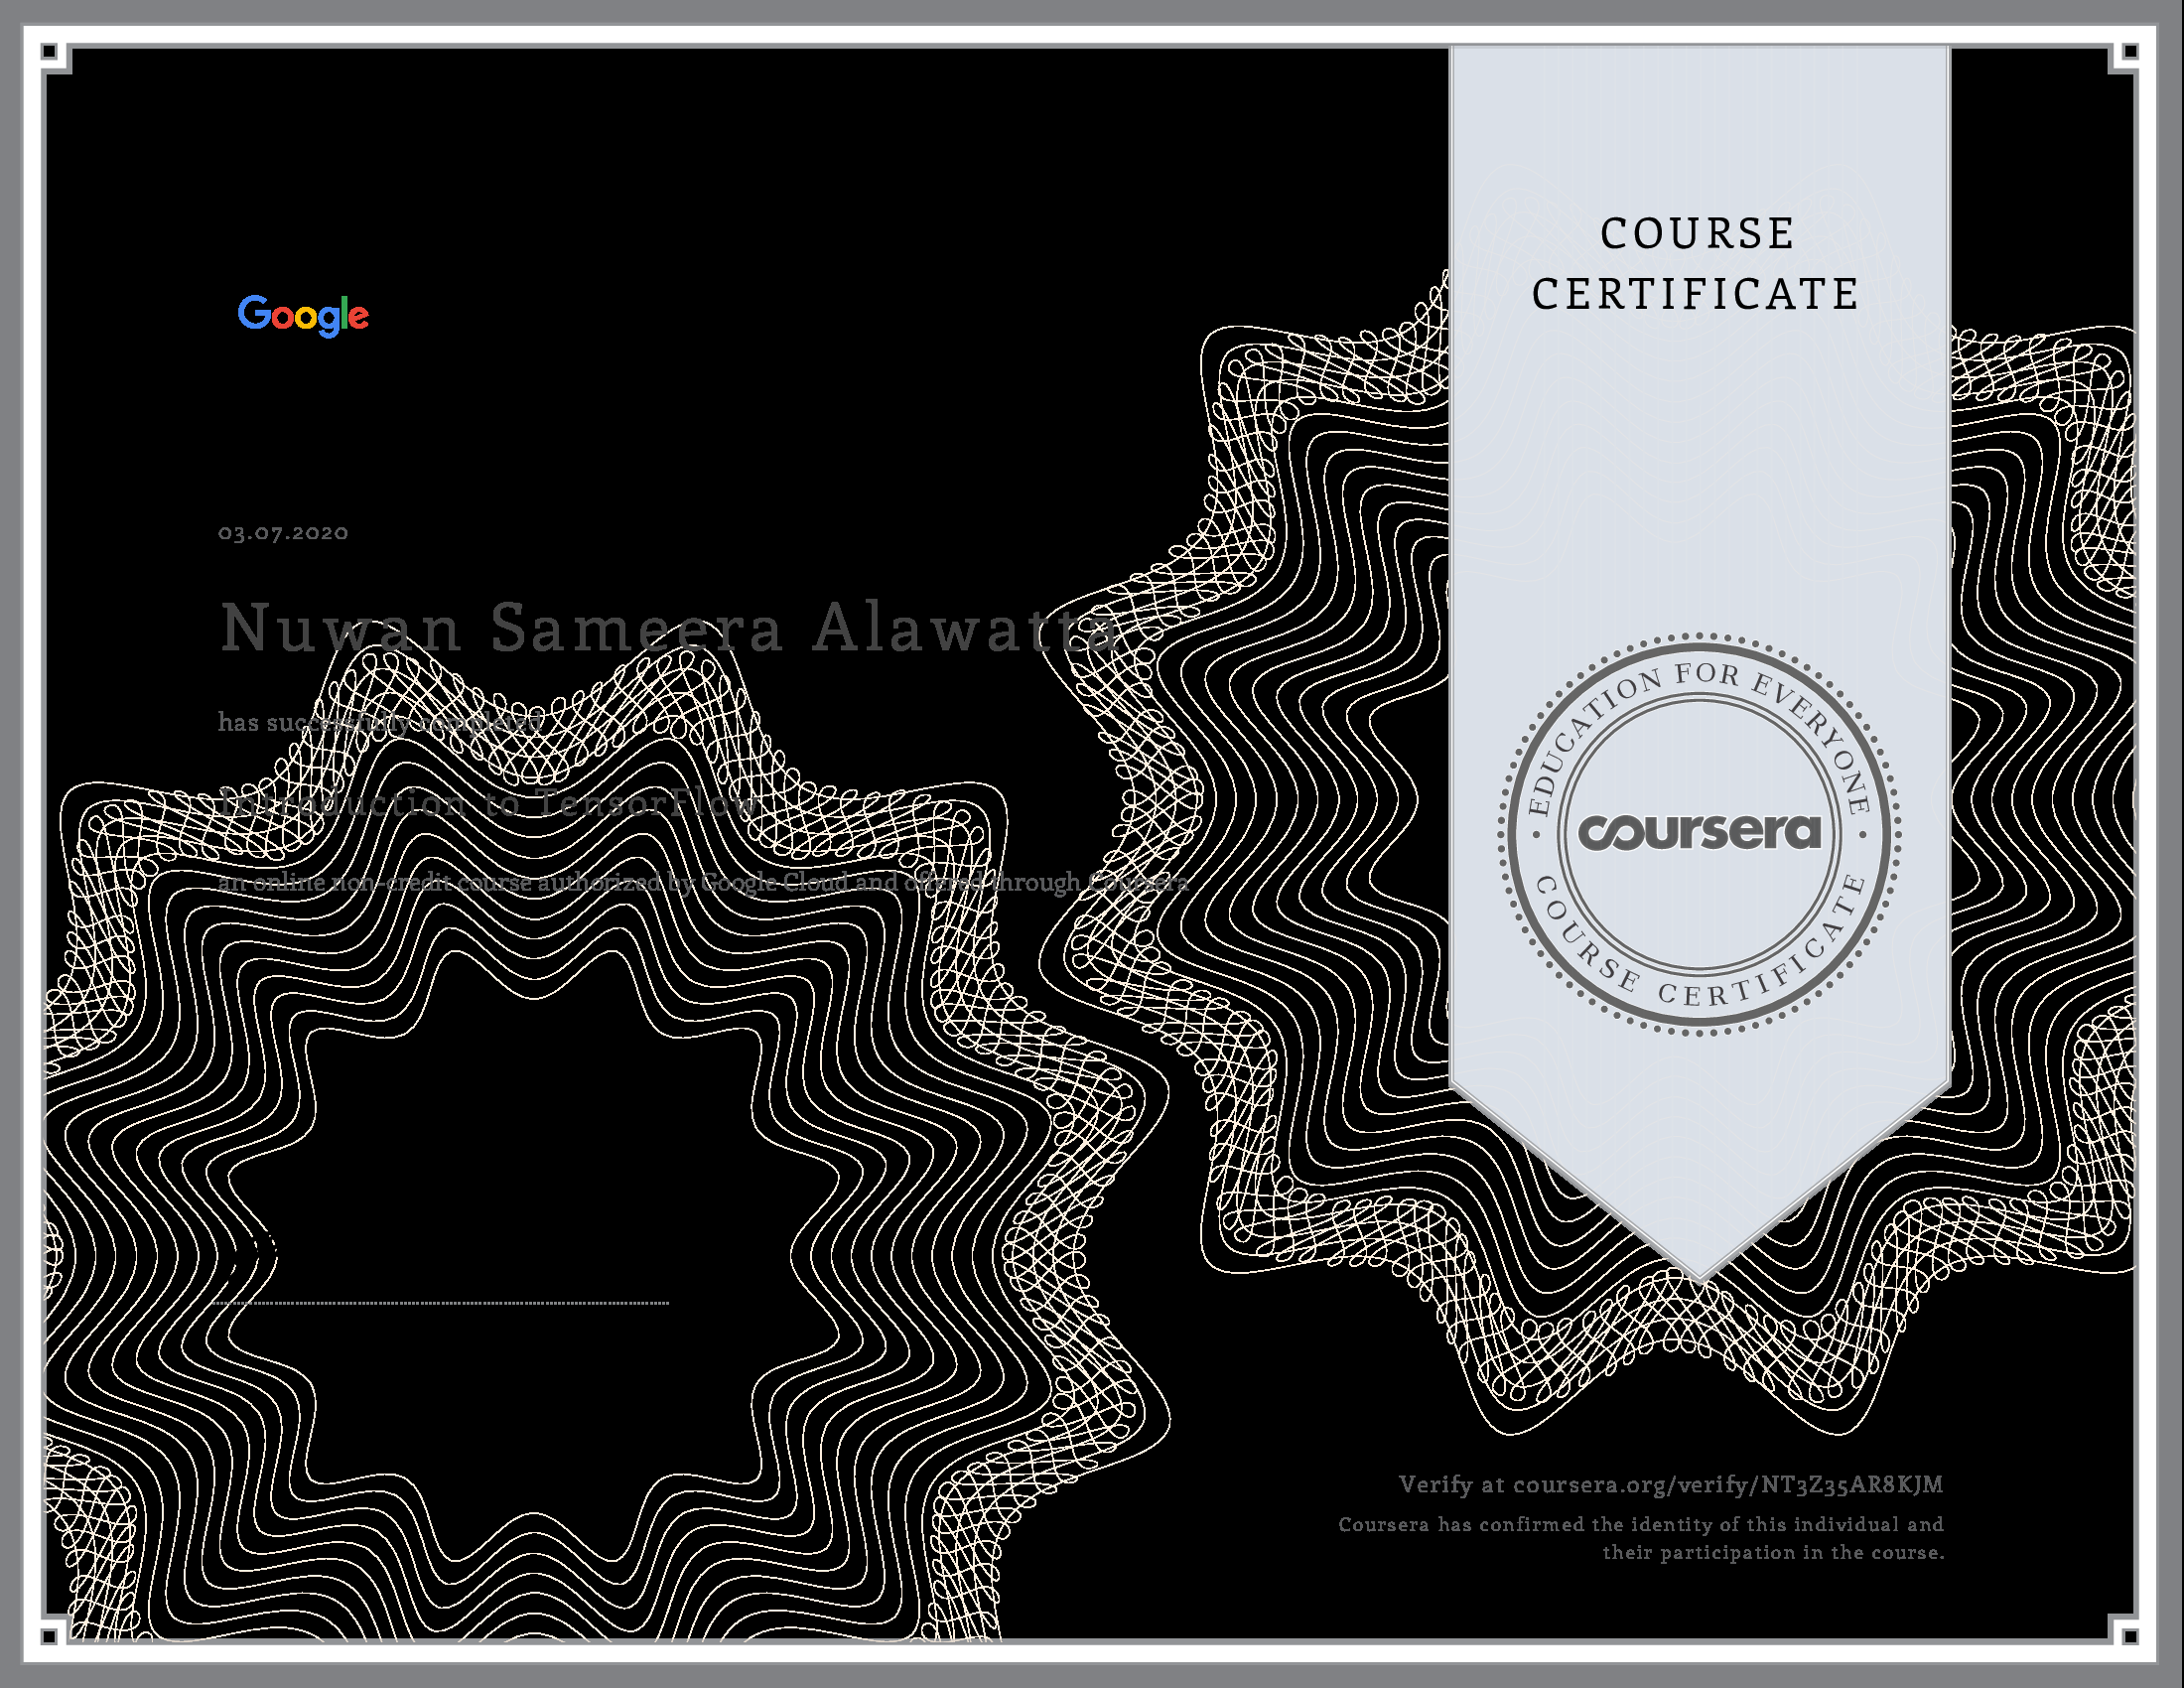 COURSE
CERTIFICATE
Google
03.07.2020
Nuwan Sameera Alawatta
has successfully completed
Introduction to TensorFlow
an online non-credit course authorized by Google Cloud and offered through Coursera
EDUCATION FOR EVERYONE
coursera
COURSE CERTIFICATE
Verify at coursera.org/verify/NT3Z35AR8KJM
Coursera has confirmed the identity of this individual and
their participation in the course.